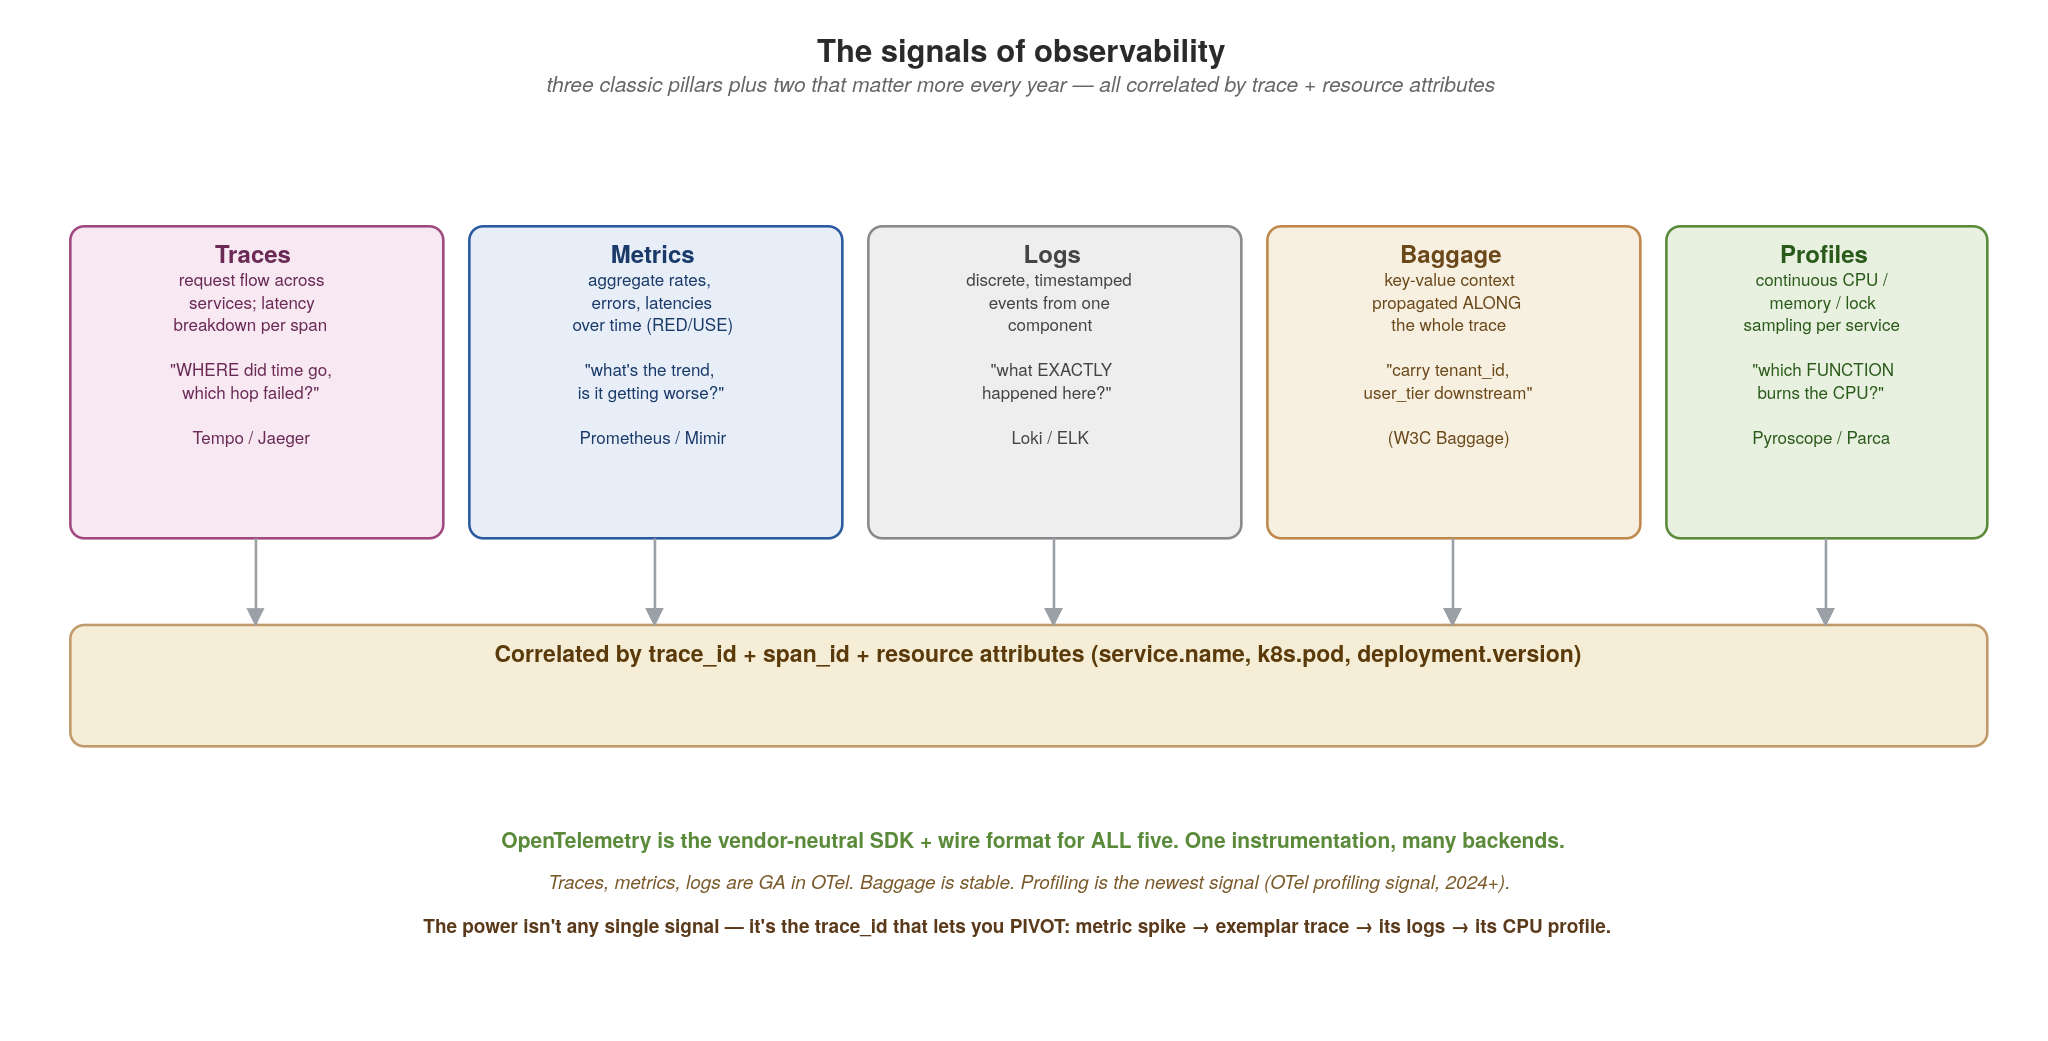 The signals of observability
three classic pillars plus two that matter more every year — all correlated by trace + resource attributes
Traces
request flow across
services; latency
breakdown per span
"WHERE did time go,
which hop failed?"
Tempo / Jaeger
Metrics
aggregate rates,
errors, latencies
over time (RED/USE)
"what's the trend,
is it getting worse?"
Prometheus / Mimir
Logs
discrete, timestamped
events from one
component
"what EXACTLY
happened here?"
Loki / ELK
Baggage
key-value context
propagated ALONG
the whole trace
"carry tenant_id,
user_tier downstream"
(W3C Baggage)
Profiles
continuous CPU /
memory / lock
sampling per service
"which FUNCTION
burns the CPU?"
Pyroscope / Parca
Correlated by trace_id + span_id + resource attributes (service.name, k8s.pod, deployment.version)
OpenTelemetry is the vendor-neutral SDK + wire format for ALL five. One instrumentation, many backends.
Traces, metrics, logs are GA in OTel. Baggage is stable. Profiling is the newest signal (OTel profiling signal, 2024+).
The power isn't any single signal — it's the trace_id that lets you PIVOT: metric spike → exemplar trace → its logs → its CPU profile.